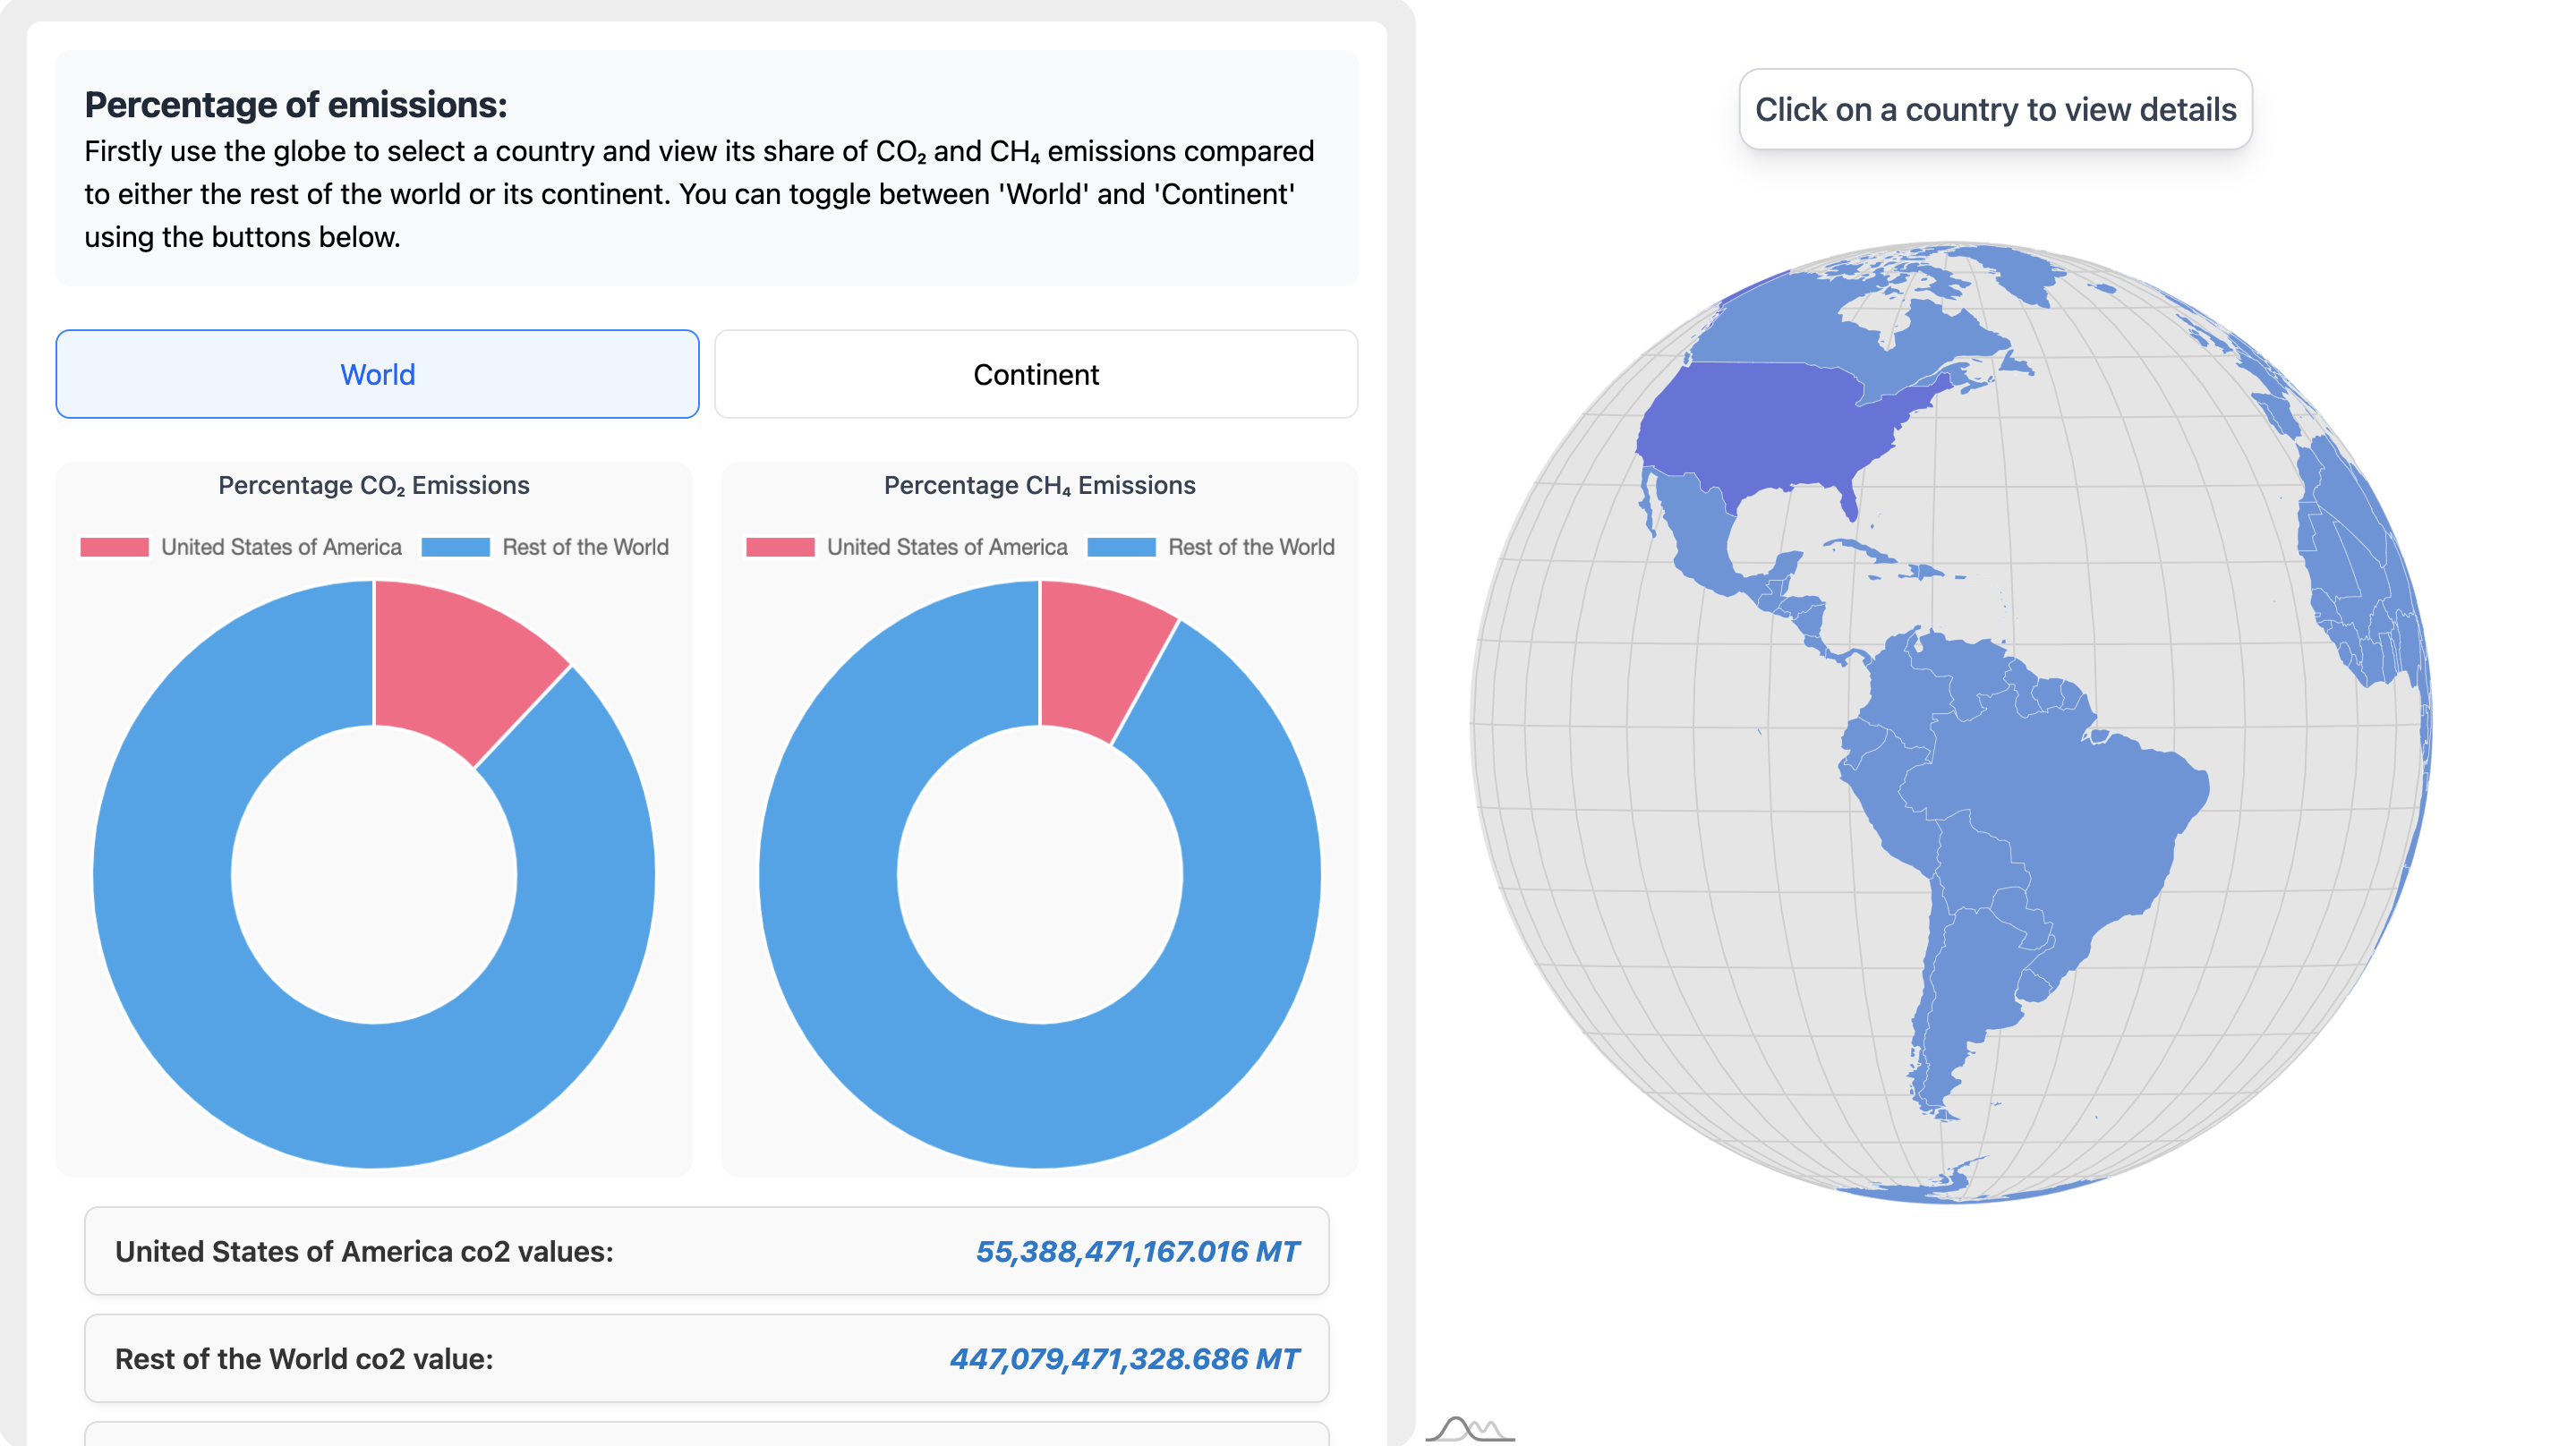 Percentage of emissions:
Firstly use the globe to select a country and view its share of CO₂ and CH₄ emissions compared
to either the rest of the world or its continent. You can toggle between 'World' and 'Continent'
using the buttons below.
World
Continent
Percentage CO₂ Emissions
United States of America
Rest of the World
Percentage CH₄ Emissions
United States of America
Rest of the World
United States of America co2 values:
55,388,471,167.016 MT
Rest of the World co2 value:
447,079,471,328.686 MT
Click on a country to view details